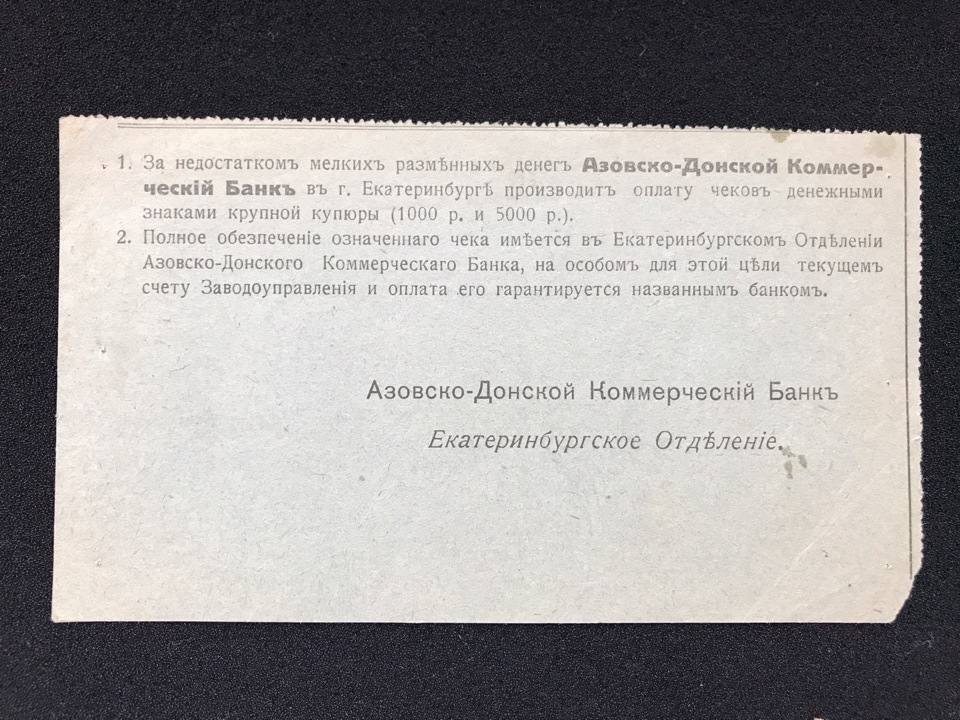 1. За недостаткомъ мелкихъ размѣнныхъ денег Азовско-Донской Коммер-
ческій Банкъ въ г. Екатеринбургѣ производитъ оплату чековъ денежными
знаками крупной купюры (1000 р. и 5000 р.).
2. Полное обезпеченіе означеннаго чека имѣется въ Екатеринбургскомъ Отдѣленіи
Азовско-Донского Коммерческаго Банка, на особомъ для этой цѣли текущемъ
счету Заводоуправленія и оплата его гарантируется названнымъ банкомъ.
Азовско-Донской Коммерческій Банкъ
Екатеринбургское Отдѣленіе.